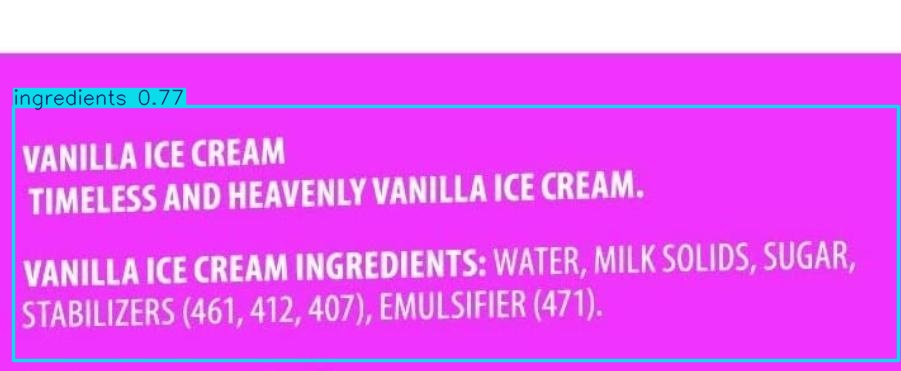 ingredients 0.77
VANILLA ICE CREAM
TIMELESS AND HEAVENLY VANILLA ICE CREAM.
VANILLA ICE CREAM INGREDIENTS: WATER, MILK SOLIDS, SUGAR,
STABILIZERS (461, 412, 407), EMULSIFIER (471).